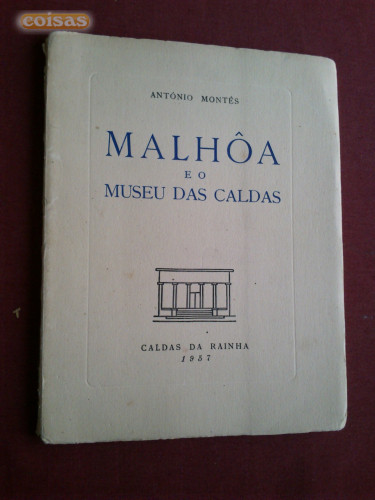 coisas
ANTÓNIO MONTÊS
MALHÔA
E O
MUSEU DAS CALDAS
CALDAS DA RAINHA
1957